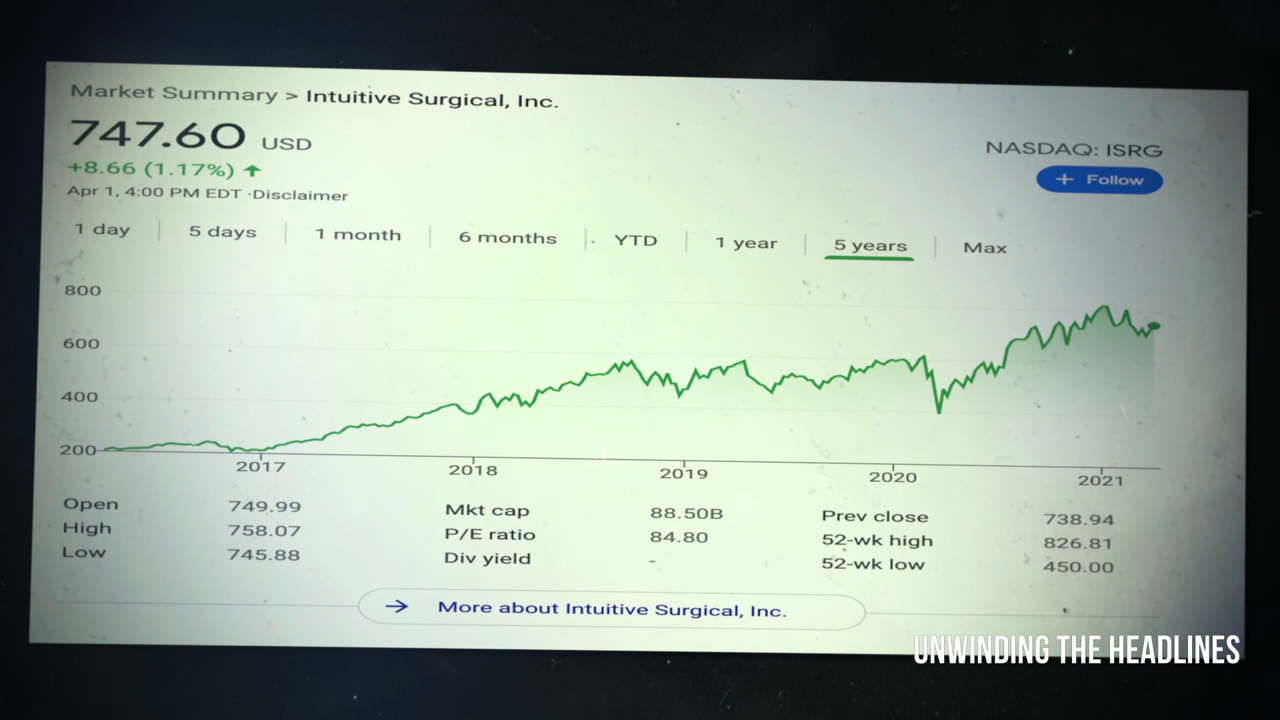 Market Summary > Intuitive Surgical, Inc.
747.60 USD
+8.66 (1.17%) ↑
Apr 1, 4:00 PM EDT ·Disclaimer
NASDAQ: ISRG
+ Follow
1 day 5 days 1 month 6 months YTD 1 year 5 years Max
800
600
400
200
2017 2018 2019 2020 2021
Open 749.99 Mkt cap 88.50B Prev close 738.94
High 758.07 P/E ratio 84.80 52-wk high 826.81
Low 745.88 Div yield - 52-wk low 450.00
→ More about Intuitive Surgical, Inc.
UNWINDING THE HEADLINES